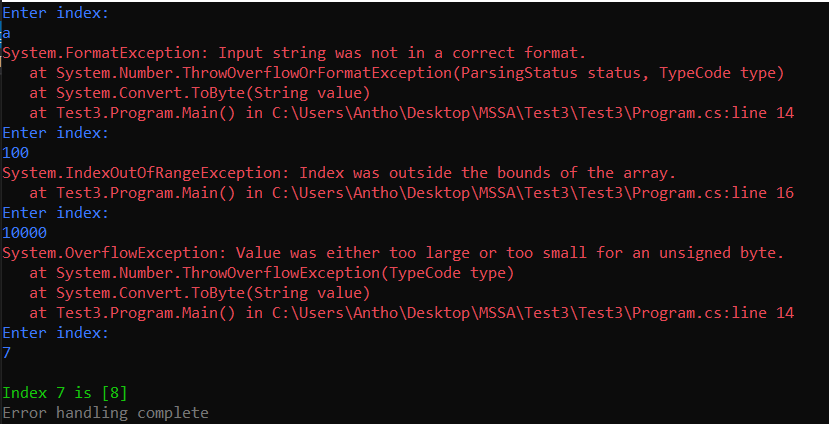 Enter index:
a
System.FormatException: Input string was not in a correct format.
   at System.Number.ThrowOverflowOrFormatException(ParsingStatus status, TypeCode type)
   at System.Convert.ToByte(String value)
   at Test3.Program.Main() in C:\Users\Antho\Desktop\MSSA\Test3\Test3\Program.cs:line 14
Enter index:
100
System.IndexOutOfRangeException: Index was outside the bounds of the array.
   at Test3.Program.Main() in C:\Users\Antho\Desktop\MSSA\Test3\Test3\Program.cs:line 16
Enter index:
10000
System.OverflowException: Value was either too large or too small for an unsigned byte.
   at System.Number.ThrowOverflowException(TypeCode type)
   at System.Convert.ToByte(String value)
   at Test3.Program.Main() in C:\Users\Antho\Desktop\MSSA\Test3\Test3\Program.cs:line 14
Enter index:
7
Index 7 is [8]
Error handling complete